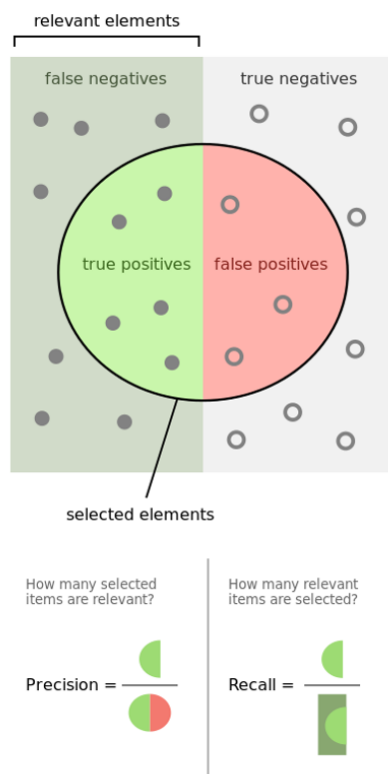 relevant elements
false negatives
true negatives
true positives
false positives
selected elements
How many selected
items are relevant?
How many relevant
items are selected?
Precision =
Recall =